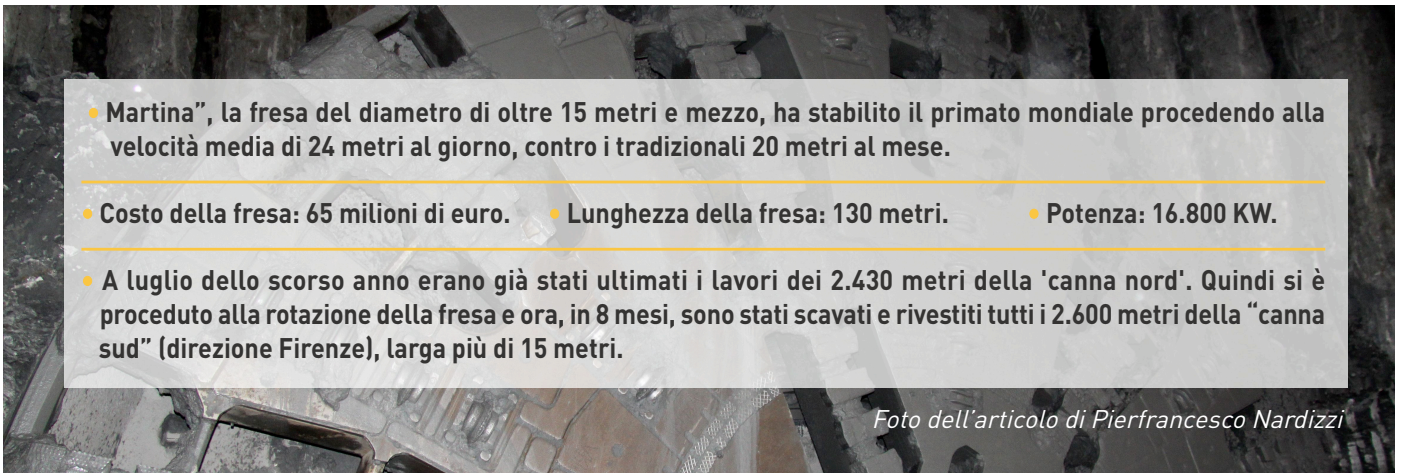 • Martina”, la fresa del diametro di oltre 15 metri e mezzo, ha stabilito il primato mondiale procedendo alla
velocità media di 24 metri al giorno, contro i tradizionali 20 metri al mese.
• Costo della fresa: 65 milioni di euro. • Lunghezza della fresa: 130 metri. • Potenza: 16.800 KW.
• A luglio dello scorso anno erano già stati ultimati i lavori dei 2.430 metri della 'canna nord'. Quindi si è
proceduto alla rotazione della fresa e ora, in 8 mesi, sono stati scavati e rivestiti tutti i 2.600 metri della “canna
sud” (direzione Firenze), larga più di 15 metri.
Foto dell’articolo di Pierfrancesco Nardizzi